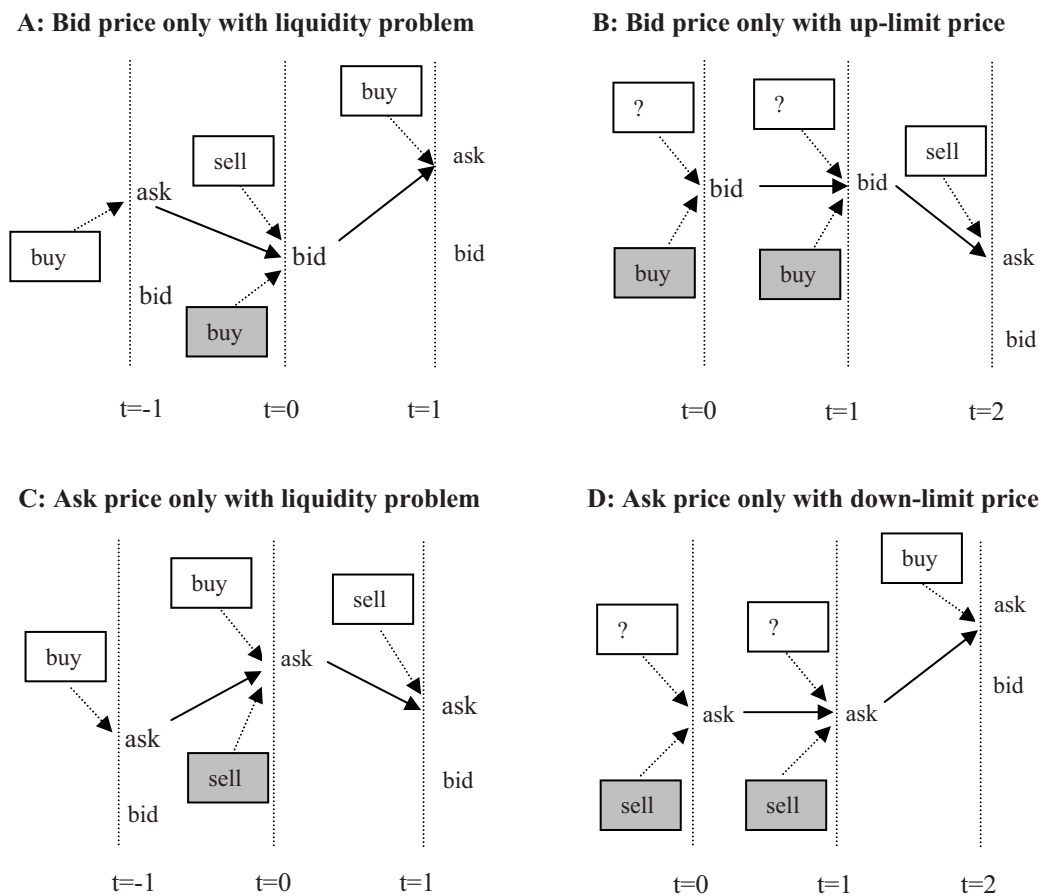 A: Bid price only with liquidity problem
buy
sell
ask
ask
buy
bid
bid
bid
buy
t=-1 t=0 t=1
B: Bid price only with up-limit price
? ?
sell
bid bid
buy buy
ask
bid
t=0 t=1 t=2
C: Ask price only with liquidity problem
buy sell
buy
ask
ask
ask
sell
bid
bid
t=-1 t=0 t=1
D: Ask price only with down-limit price
buy
? ?
ask
bid
ask ask
sell sell
t=0 t=1 t=2